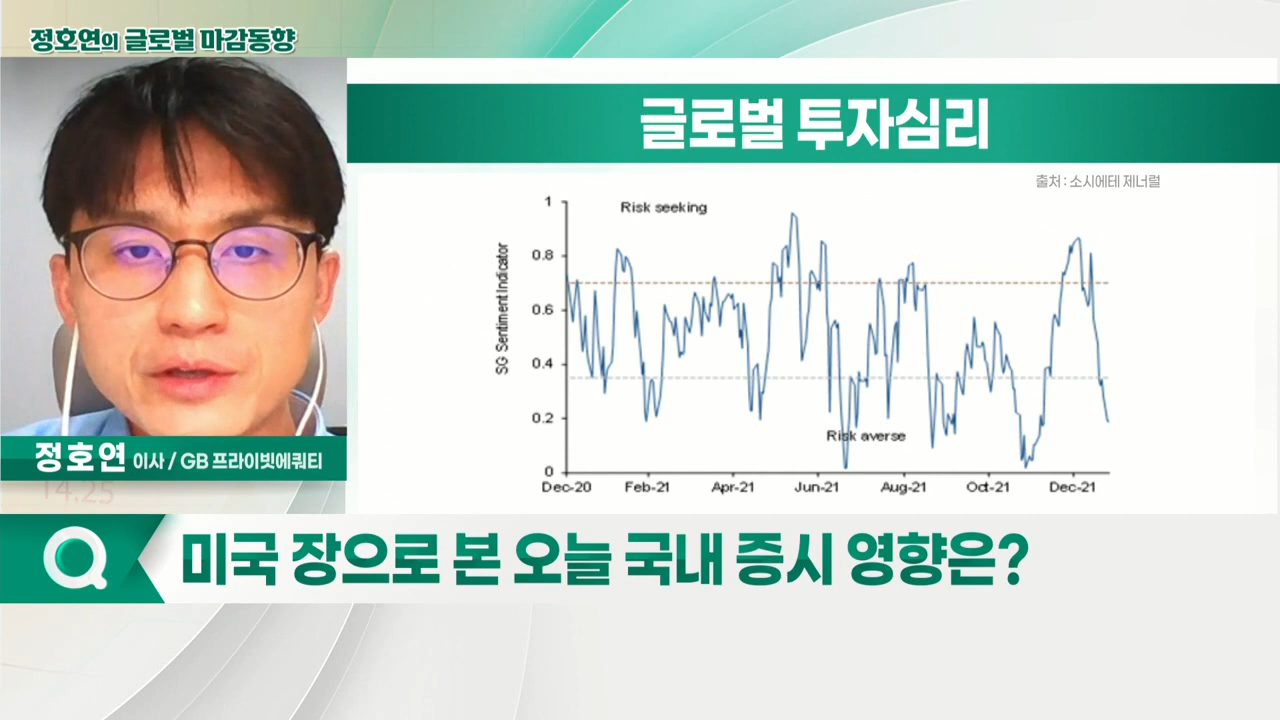 정호연의 글로벌 마감동향
글로벌 투자심리
출처 : 소시에테 제너럴
SG Sentiment Indicator
1
0.8
0.6
0.4
0.2
0
Risk seeking
Risk averse
Dec-20 Feb-21 Apr-21 Jun-21 Aug-21 Oct-21 Dec-21
정호연 이사 / GB 프라이빗에쿼티
14.25
Q 미국 장으로 본 오늘 국내 증시 영향은?